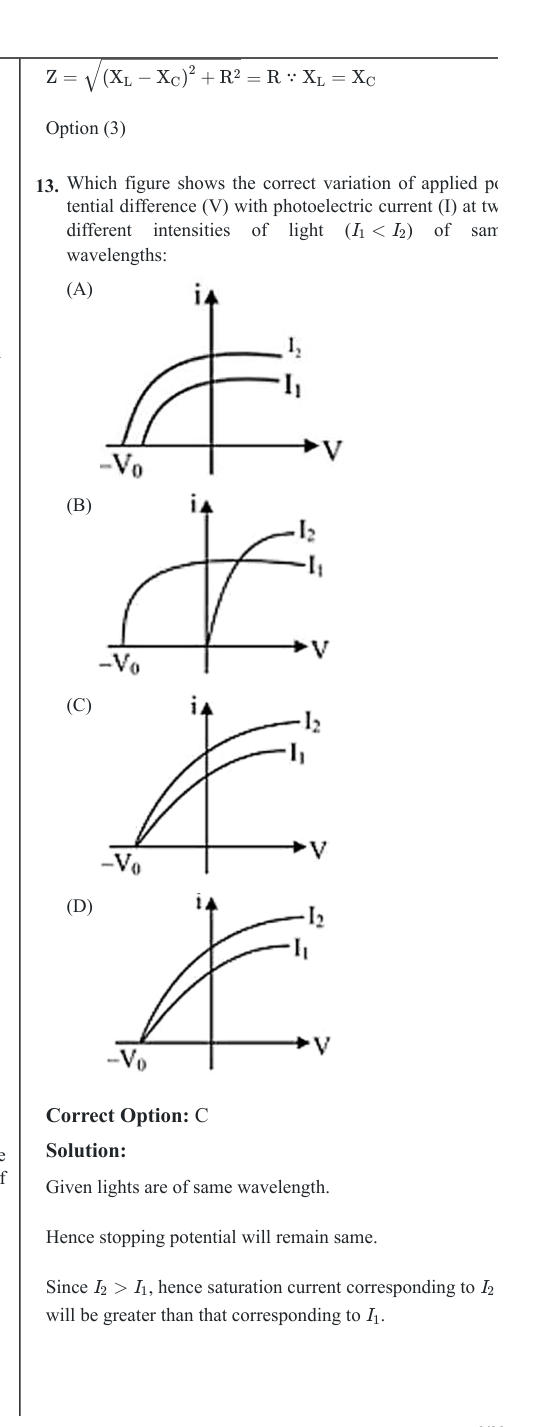 Z = √(X_L − X_C)² + R² = R ∵ X_L = X_C
Option (3)
13. Which figure shows the correct variation of applied po
tential difference (V) with photoelectric current (I) at tw
different intensities of light (I₁ < I₂) of sam
wavelengths:
(A)
i
I₂
I₁
V
−V₀
(B)
i
I₂
I₁
V
−V₀
(C)
i
I₂
I₁
V
−V₀
(D)
i
I₂
I₁
V
−V₀
Correct Option: C
e
Solution:
f
Given lights are of same wavelength.
Hence stopping potential will remain same.
Since I₂ > I₁, hence saturation current corresponding to I₂
will be greater than that corresponding to I₁.